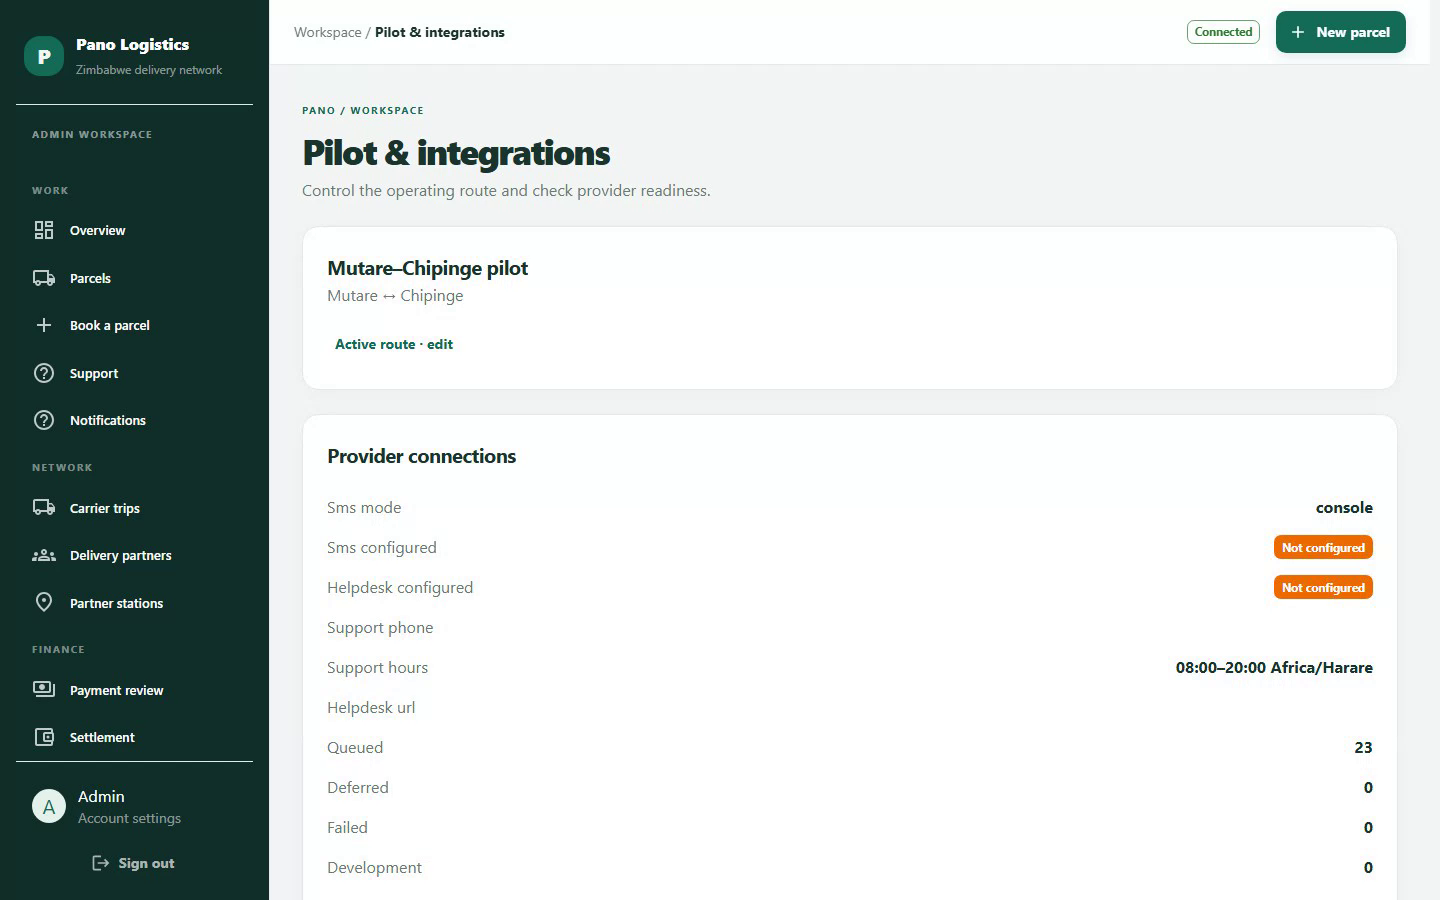 P
Pano Logistics
Zimbabwe delivery network
ADMIN WORKSPACE
WORK
Overview
Parcels
Book a parcel
Support
Notifications
NETWORK
Carrier trips
Delivery partners
Partner stations
FINANCE
Payment review
Settlement
A
Admin
Account settings
Sign out
Workspace / Pilot & integrations
Connected
+ New parcel
PANO / WORKSPACE
Pilot & integrations
Control the operating route and check provider readiness.
Mutare–Chipinge pilot
Mutare ↔ Chipinge
Active route · edit
Provider connections
Sms mode console
Sms configured Not configured
Helpdesk configured Not configured
Support phone
Support hours 08:00–20:00 Africa/Harare
Helpdesk url
Queued 23
Deferred 0
Failed 0
Development 0